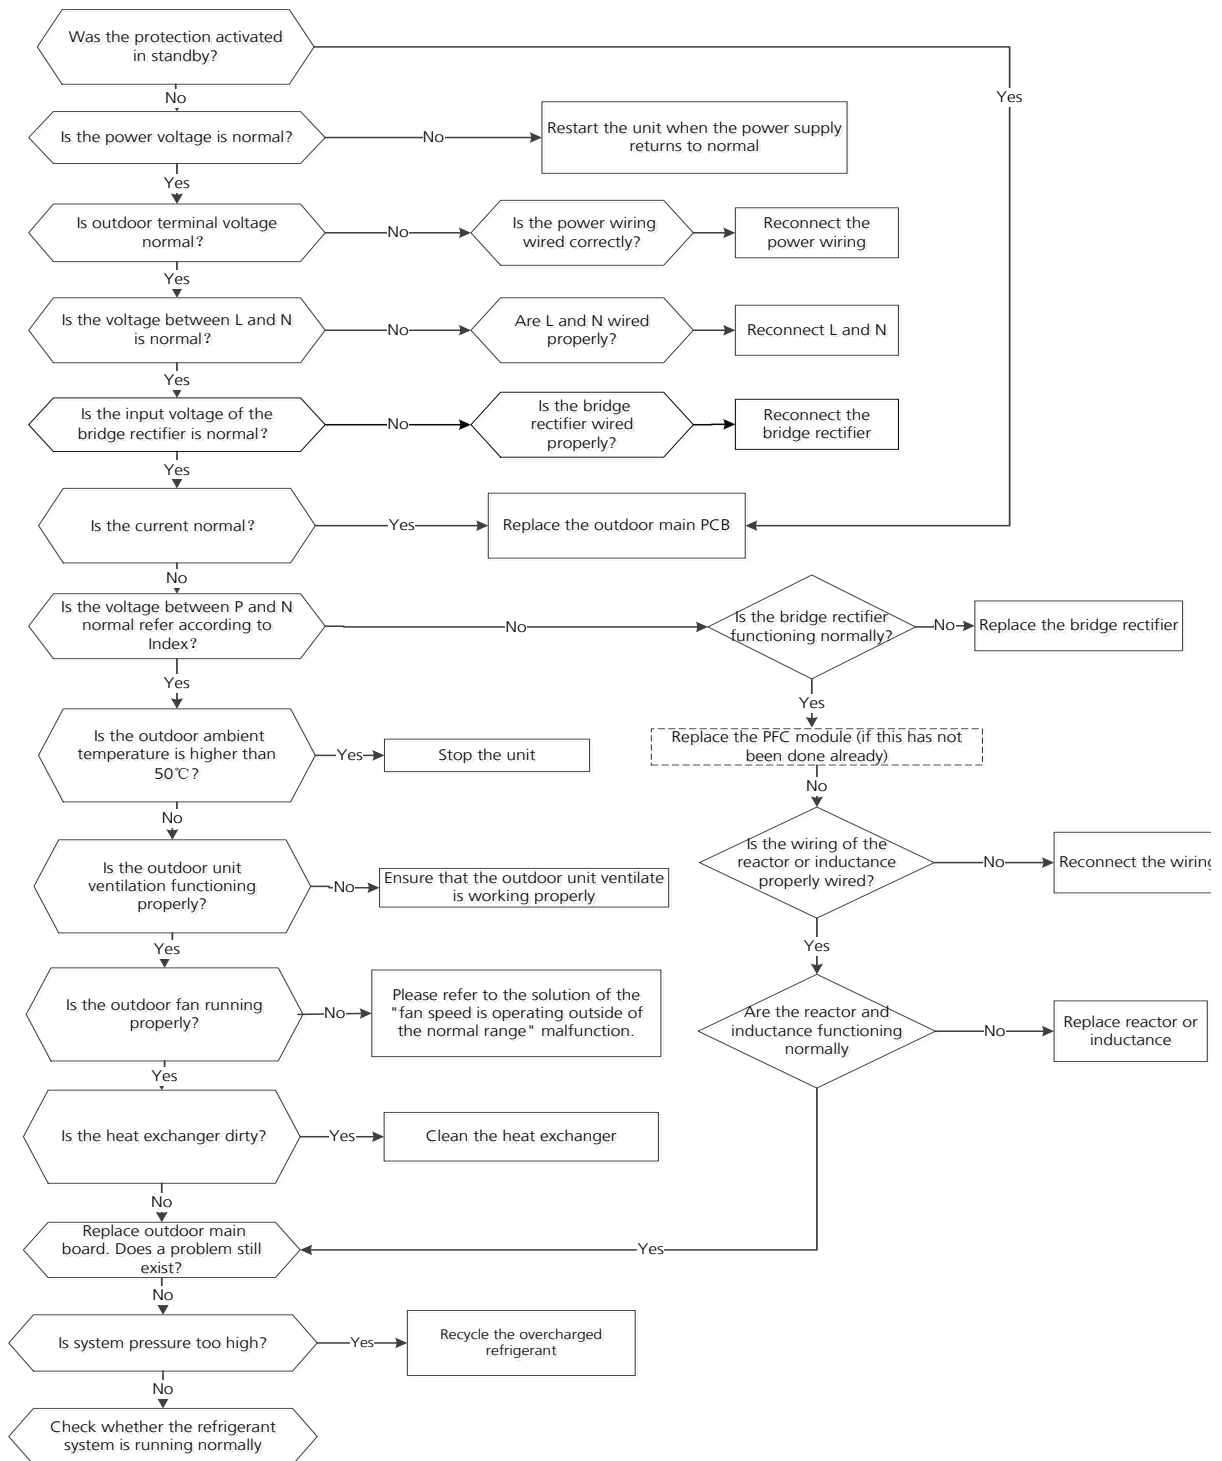 Was the protection activated
in standby?
Yes
No
Is the power voltage is normal?
No
Restart the unit when the power supply
returns to normal
Yes
Is outdoor terminal voltage
normal?
No
Is the power wiring
wired correctly?
Reconnect the
power wiring
Yes
Is the voltage between L and N
is normal?
No
Are L and N wired
properly?
Reconnect L and N
Yes
Is the input voltage of the
bridge rectifier is normal?
No
Is the bridge
rectifier wired
properly?
Reconnect the
bridge rectifier
Yes
Is the current normal?
Yes
Replace the outdoor main PCB
No
Is the voltage between P and N
normal refer according to
Index?
No
Is the bridge rectifier
functioning normally?
No
Replace the bridge rectifier
Yes
Yes
Is the outdoor ambient
temperature is higher than
50℃?
Yes
Stop the unit
Replace the PFC module (if this has not
been done already)
No
No
Is the outdoor unit
ventilation functioning
properly?
No
Ensure that the outdoor unit ventilate
is working properly
Is the wiring of the
reactor or inductance
properly wired?
No
Reconnect the wiring
Yes
Yes
Is the outdoor fan running
properly?
No
Please refer to the solution of the
"fan speed is operating outside of
the normal range" malfunction.
Are the reactor and
inductance functioning
normally
No
Replace reactor or
inductance
Yes
Is the heat exchanger dirty?
Yes
Clean the heat exchanger
No
Replace outdoor main
board. Does a problem still
exist?
Yes
No
Is system pressure too high?
Yes
Recycle the overcharged
refrigerant
No
Check whether the refrigerant
system is running normally